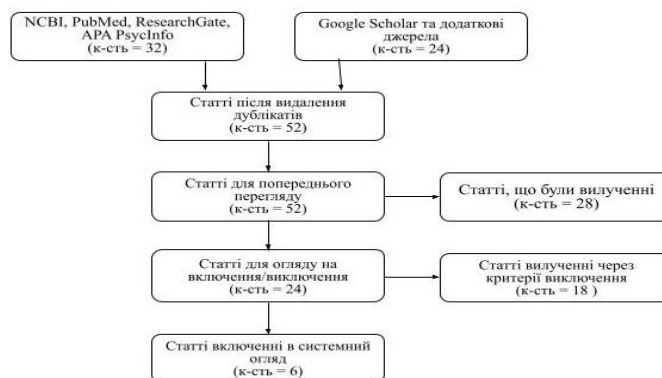 NCBI, PubMed, ResearchGate,
APA PsycInfo
(к-сть = 32)
Google Scholar та додаткові
джерела
(к-сть = 24)
Статті після видалення
дублікатів
(к-сть = 52)
Статті для попереднього
перегляду
(к-сть = 52)
Статті, що були вилученні
(к-сть = 28)
Статті для огляду на
включення/виключення
(к-сть = 24)
Статті вилученні через
критерії виключення
(к-сть = 18 )
Статті включенні в системний
огляд
(к-сть = 6)